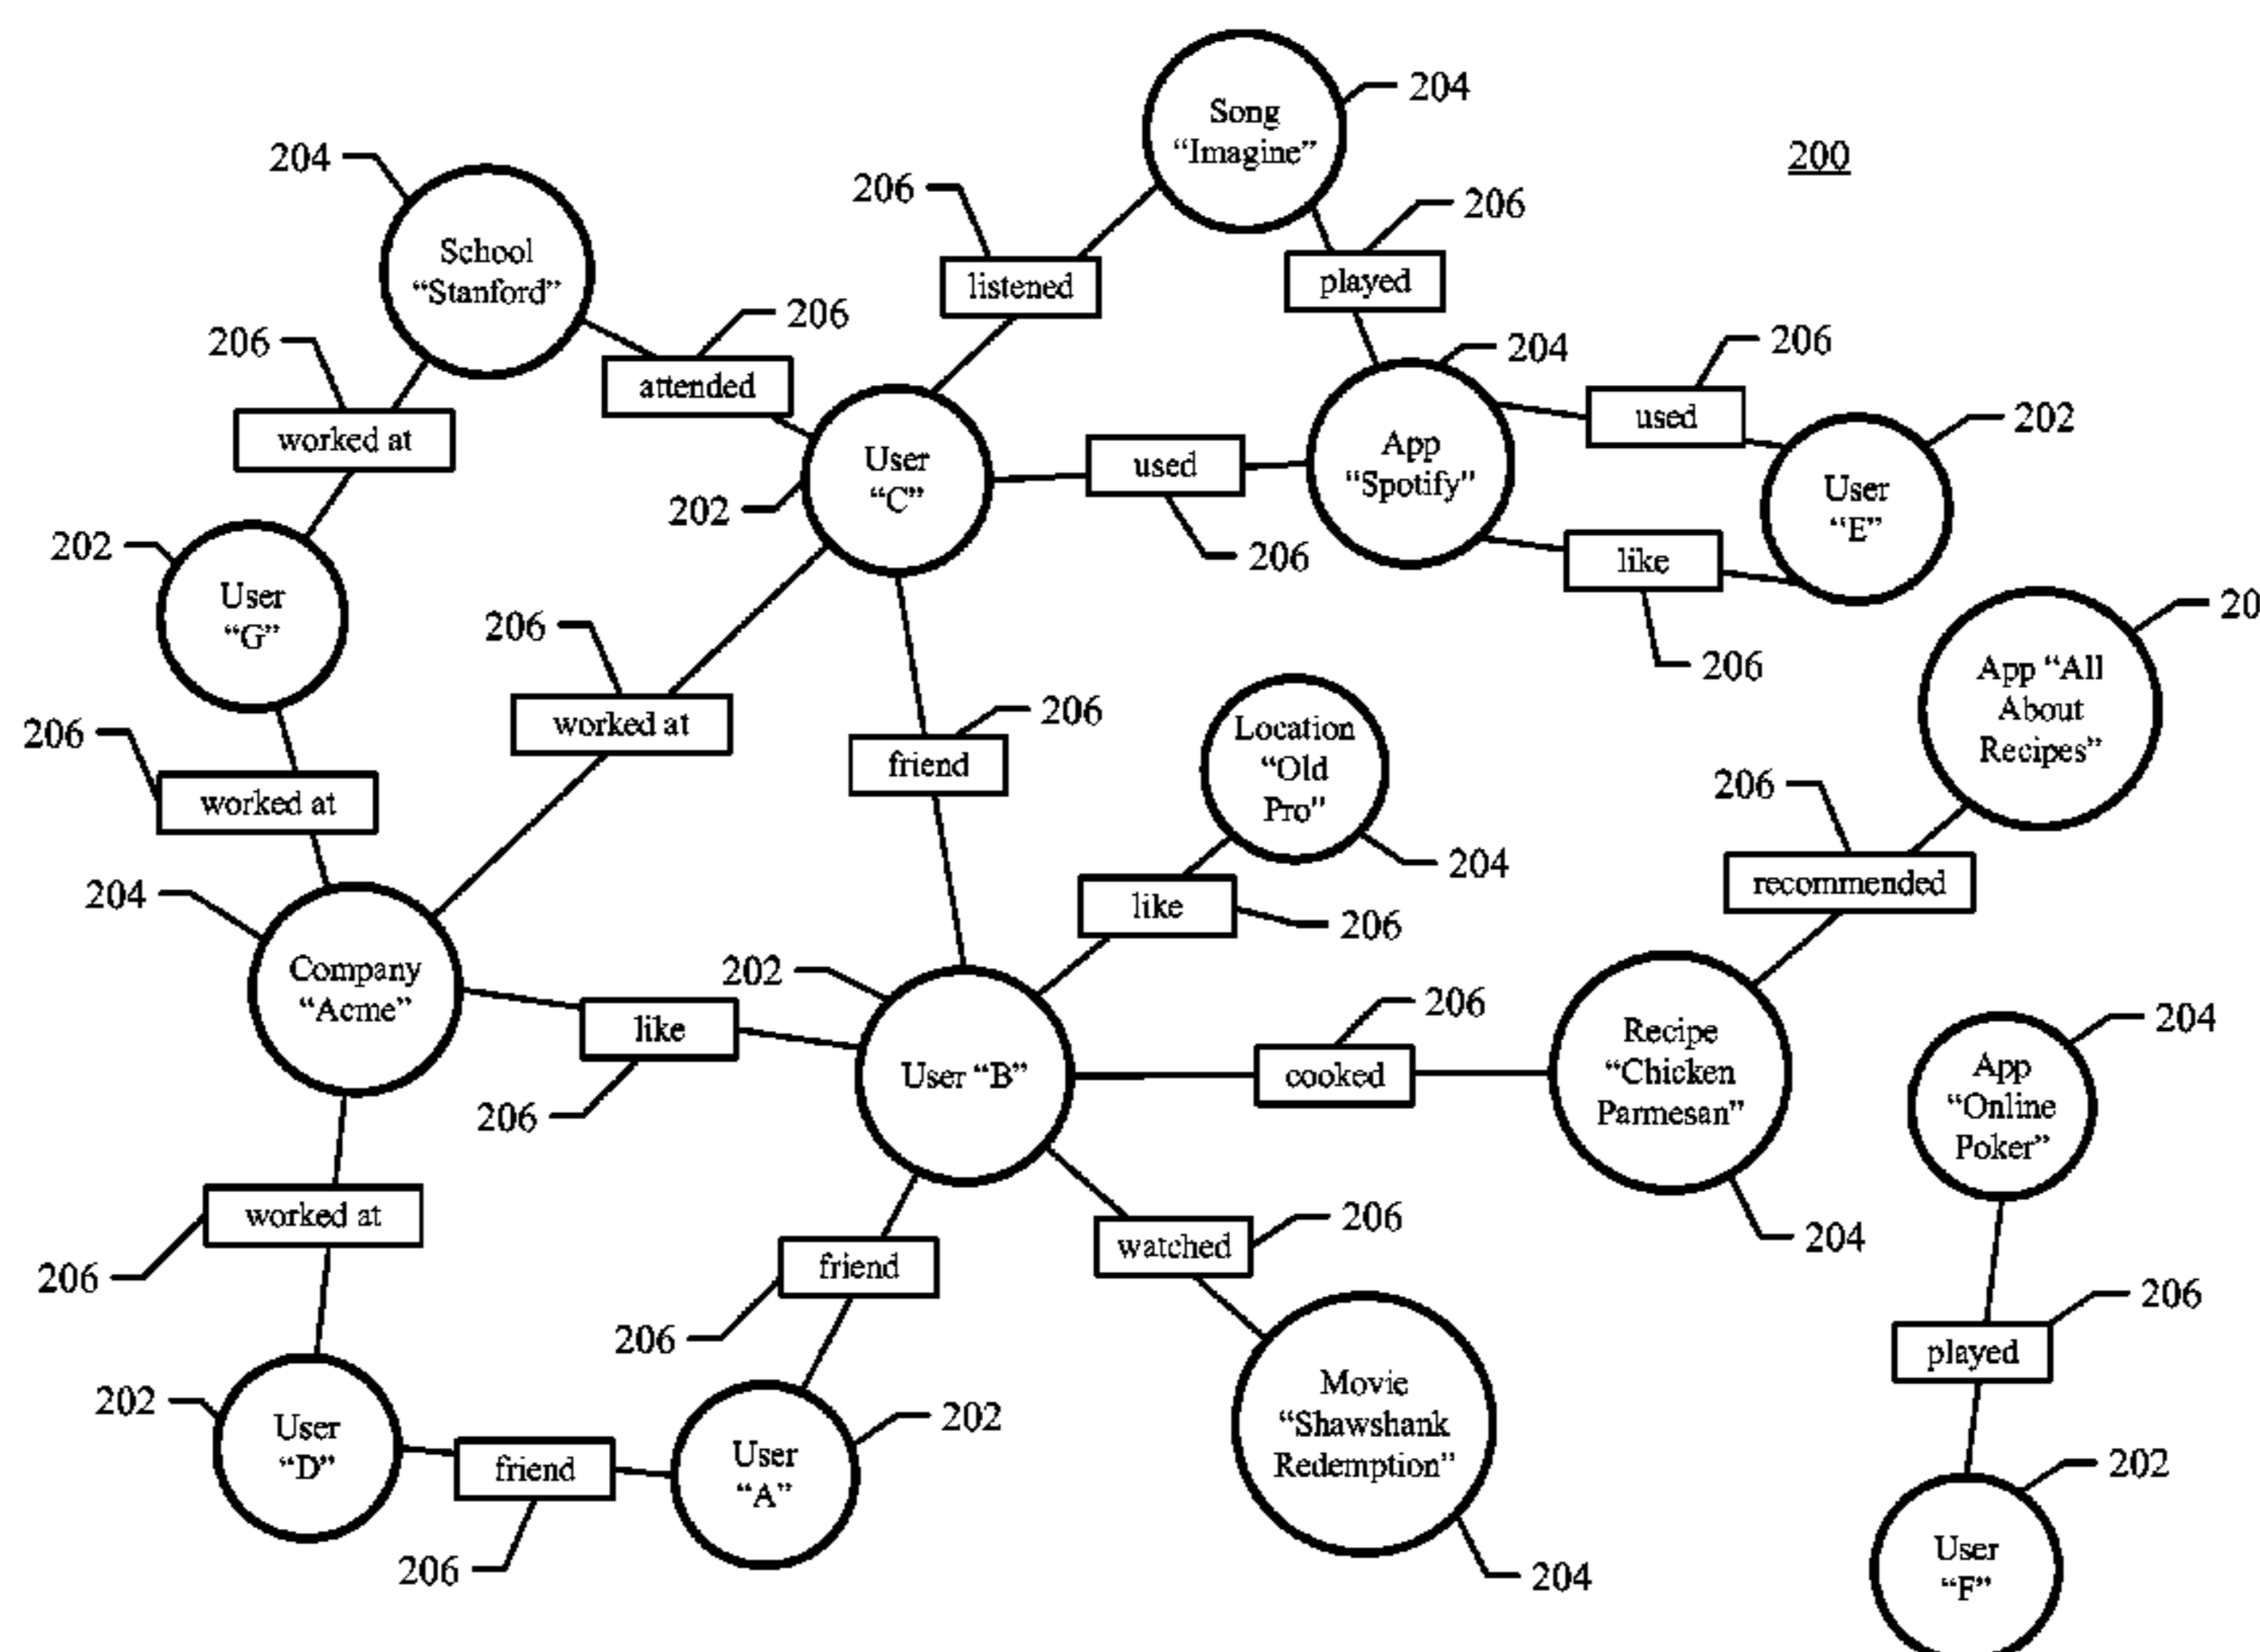 204
Song
“Imagine”
200
204
School
“Stanford”
206
listened
206
played
206
attended
206
worked at
204
App
“Spotify”
206
used
202
User
“E”
User
“C”
202
used
206
like
206
202
User
“G”
206
worked at
206
friend
Location
“Old
Pro”
204
20
App “All
About
Recipes”
206
worked at
206
recommended
like
206
204
Company
“Acme”
202
User “B”
like
206
206
cooked
Recipe
“Chicken
Parmesan”
204
204
App
“Online
Poker”
worked at
206
friend
206
watched
206
206
played
202
User
“D”
friend
206
202
User
“A”
Movie
“Shawshank
Redemption”
204
202
User
“F”